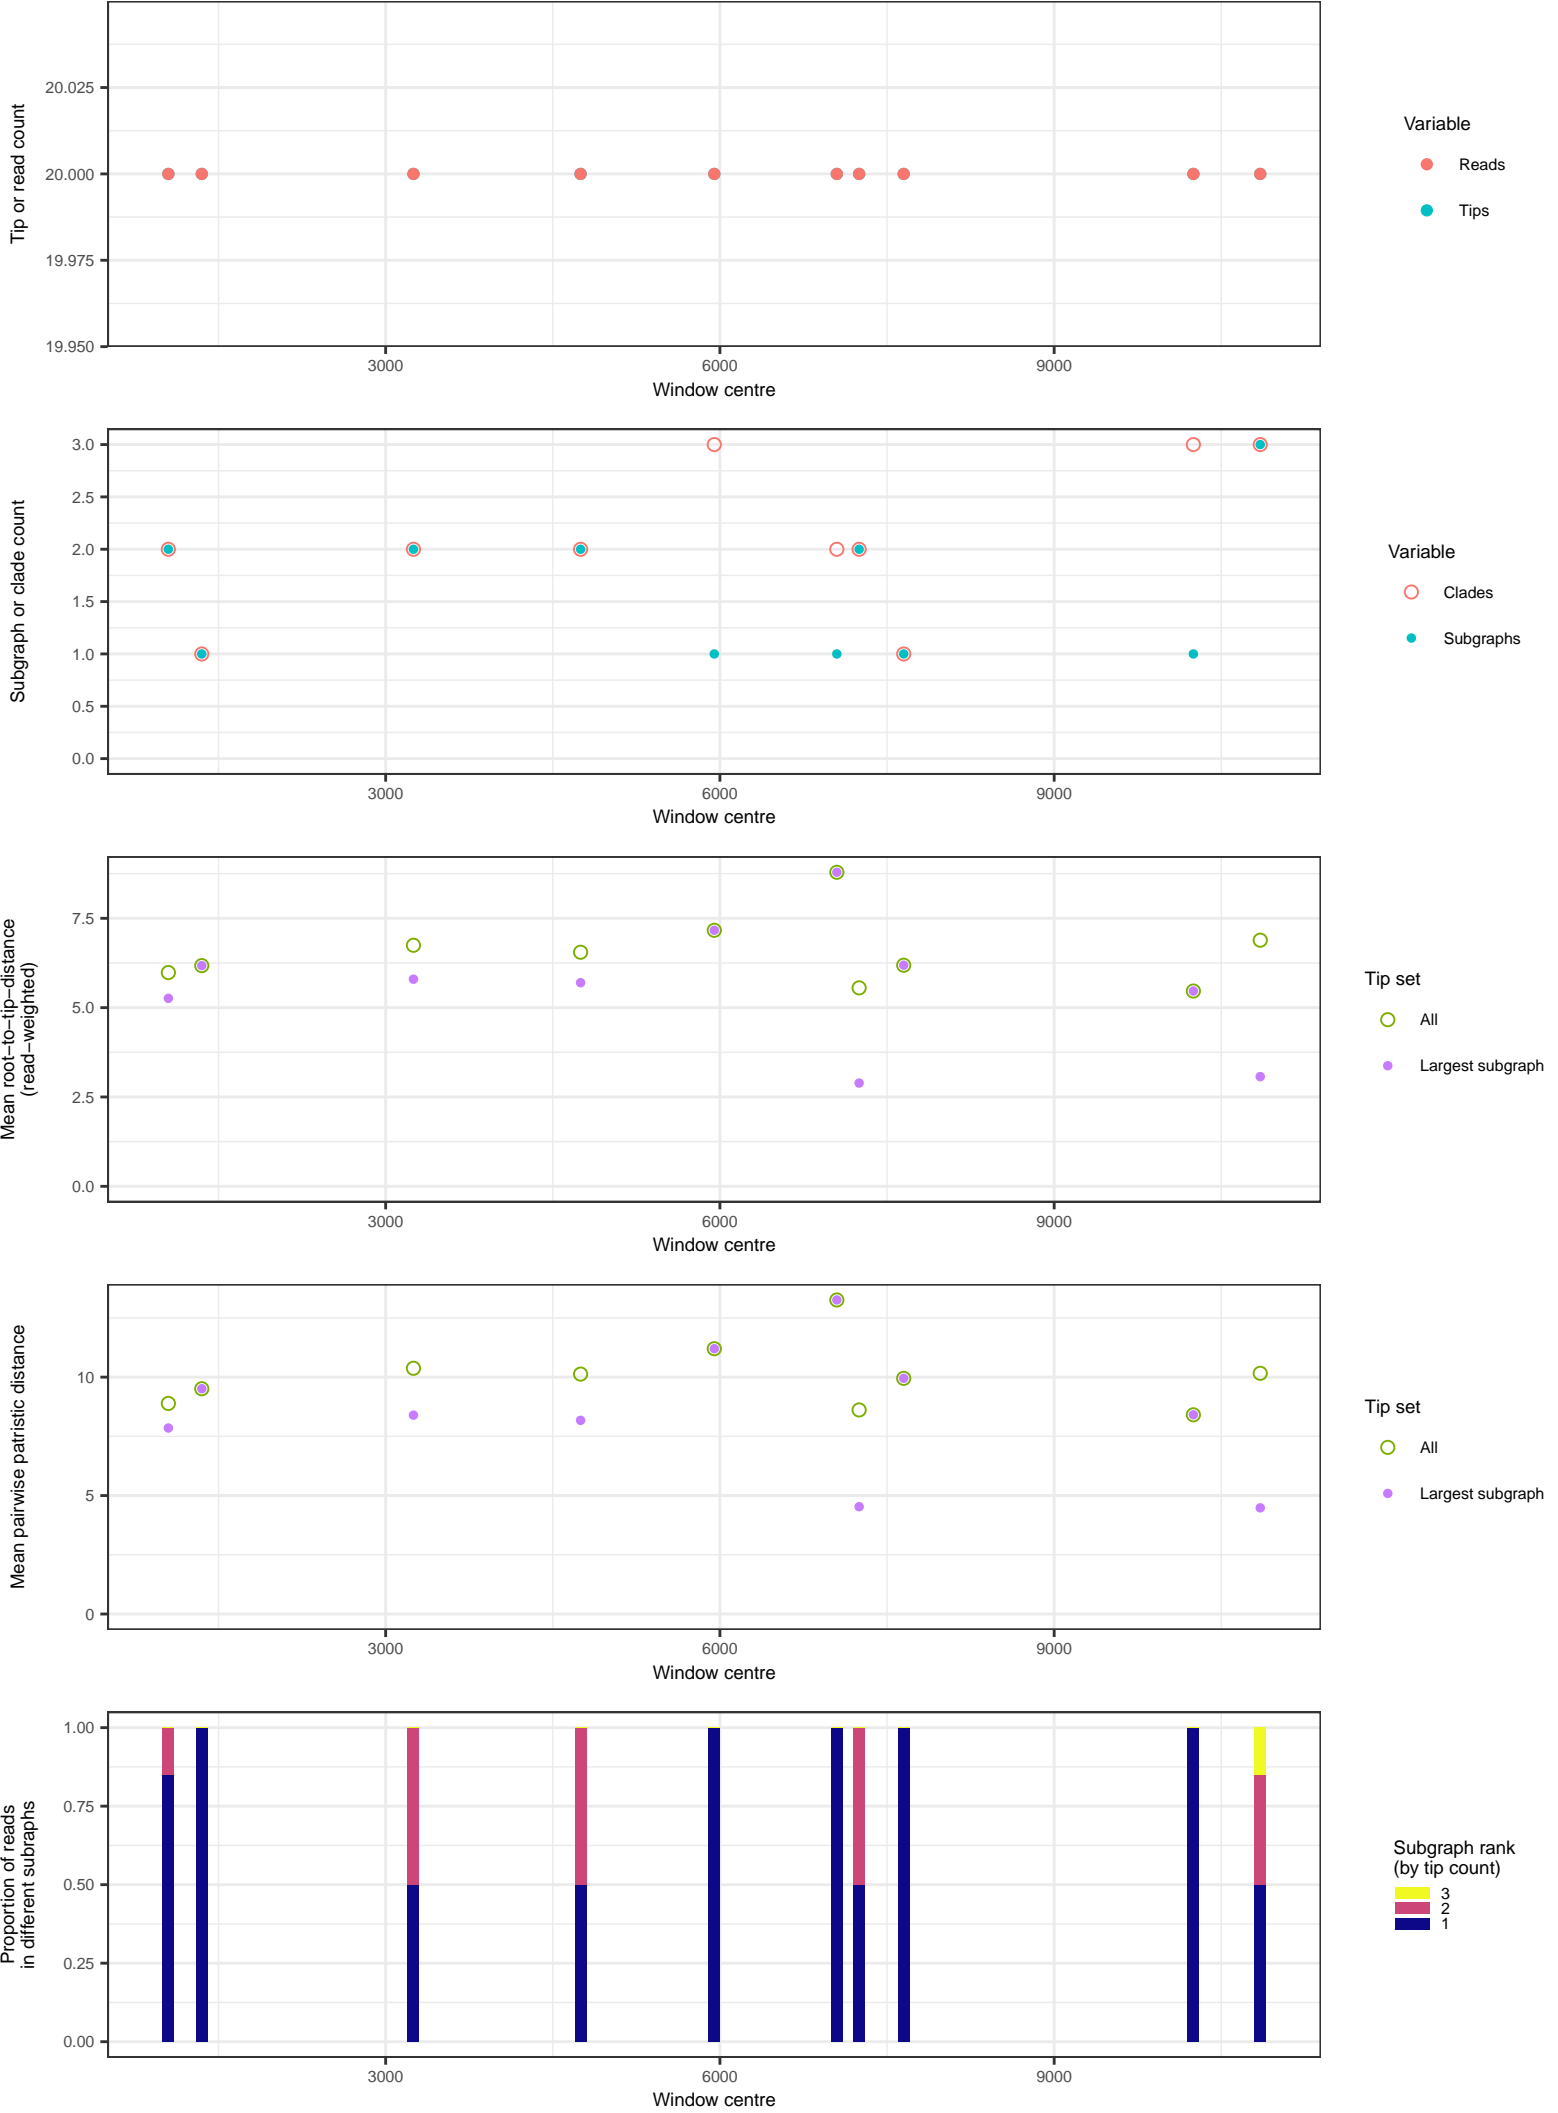 20.025
20.000
19.975
19.950
Tip or read count
3000
6000
9000
Window centre
Variable
Reads
Tips
3.0
2.5
2.0
1.5
1.0
0.5
0.0
Subgraph or clade count
3000
6000
9000
Window centre
Variable
Clades
Subgraphs
7.5
5.0
2.5
0.0
Mean root−to−tip−distance
(read−weighted)
3000
6000
9000
Window centre
Tip set
All
Largest subgraph
10
5
0
Mean pairwise patristic distance
3000
6000
9000
Window centre
Tip set
All
Largest subgraph
1.00
0.75
0.50
0.25
0.00
Proportion of reads
in different subraphs
3000
6000
9000
Window centre
Subgraph rank
(by tip count)
3
2
1